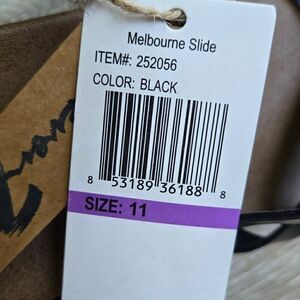 Melbourne Slide
ITEM#: 252056
COLOR: BLACK
8 53189 36188 8
SIZE: 11